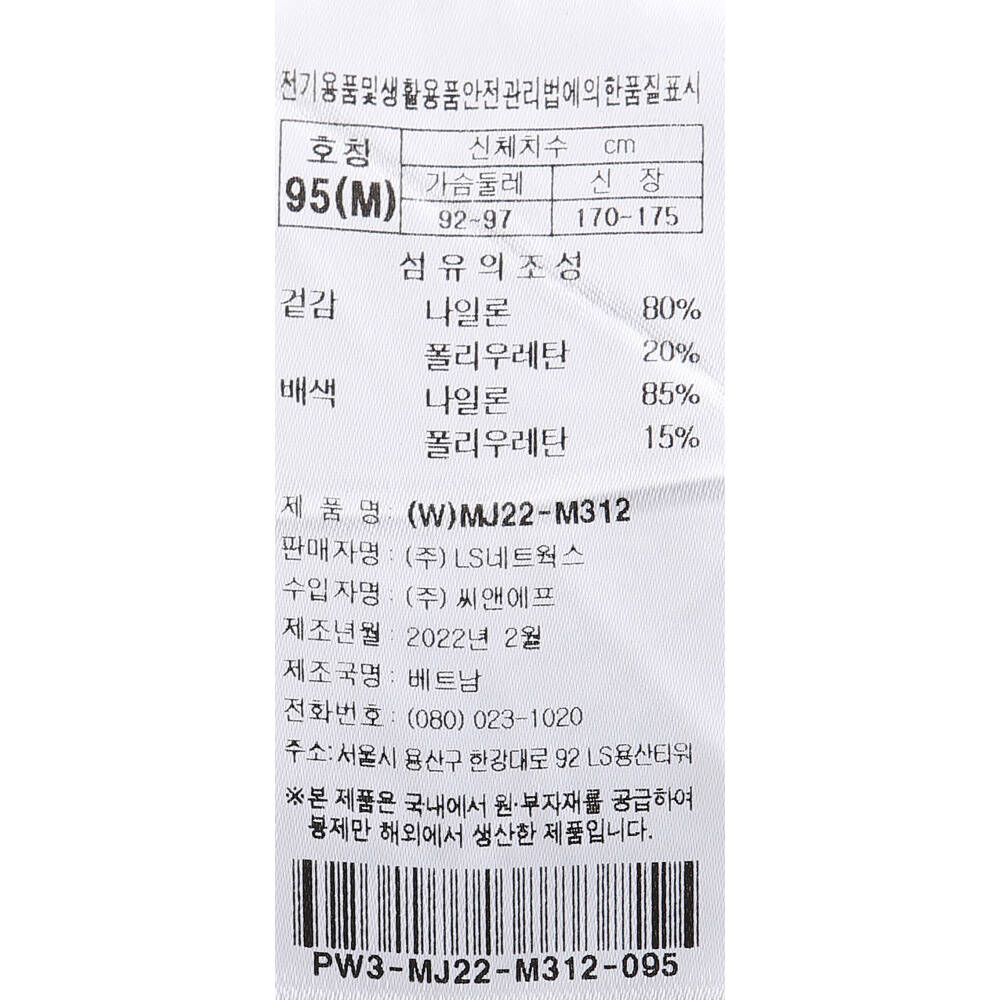 전기용품및생활용품안전관리법에의한품질표시
호칭 신체치수 cm
95(M) 가슴둘레 신 장
92~97 170-175
섬 유 의 조 성
겉감 나일론 80%
폴리우레탄 20%
배색 나일론 85%
폴리우레탄 15%
제 품 명: (W)MJ22-M312
판매자명: (주) LS네트웍스
수입자명: (주) 씨앤에프
제조년월: 2022년 2월
제조국명: 베트남
전화번호: (080) 023-1020
주소: 서울시 용산구 한강대로 92 LS용산타워
※본 제품은 국내에서 원·부자재를 공급하여
봉제만 해외에서 생산한 제품입니다.
PW3-MJ22-M312-095